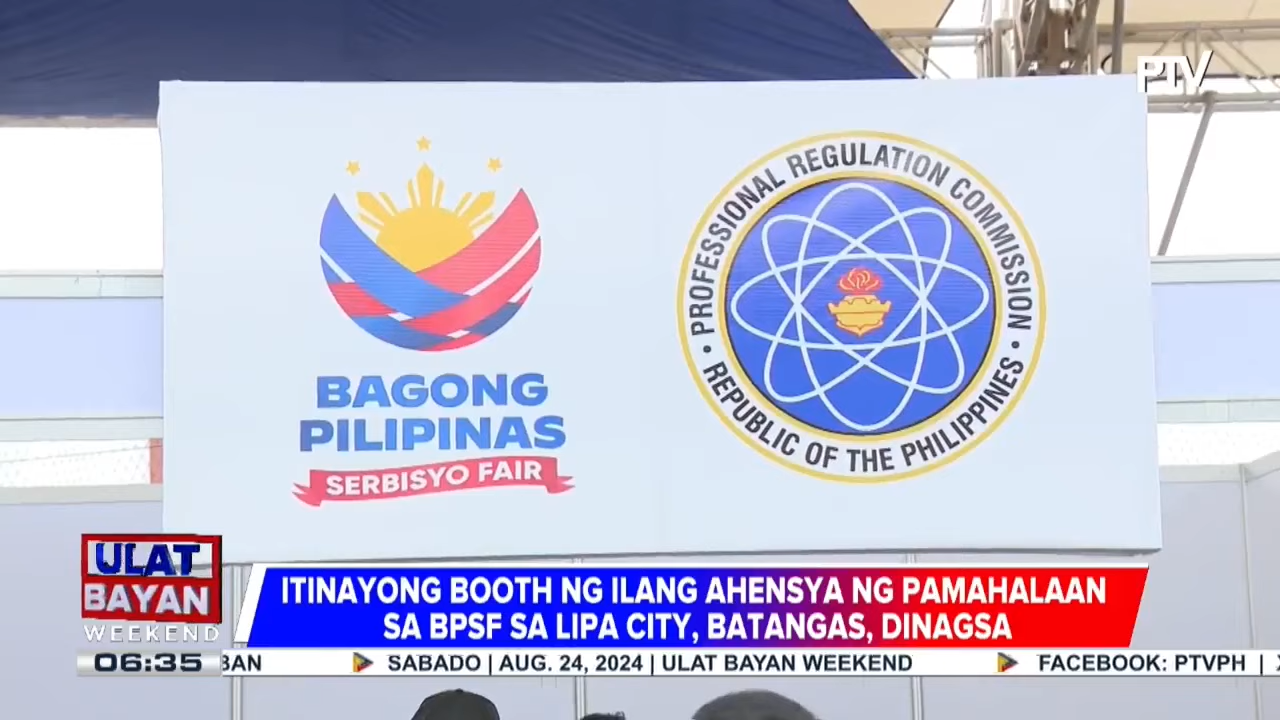 PTV
BAGONG
PILIPINAS
SERBISYO FAIR
• PROFESSIONAL REGULATION COMMISSION •
REPUBLIC OF THE PHILIPPINES
ULAT
BAYAN
WEEKEND
ITINAYONG BOOTH NG ILANG AHENSYA NG PAMAHALAAN
SA BPSF SA LIPA CITY, BATANGAS, DINAGSA
06:35
SABADO | AUG. 24, 2024 | ULAT BAYAN WEEKEND FACEBOOK: PTVPH |